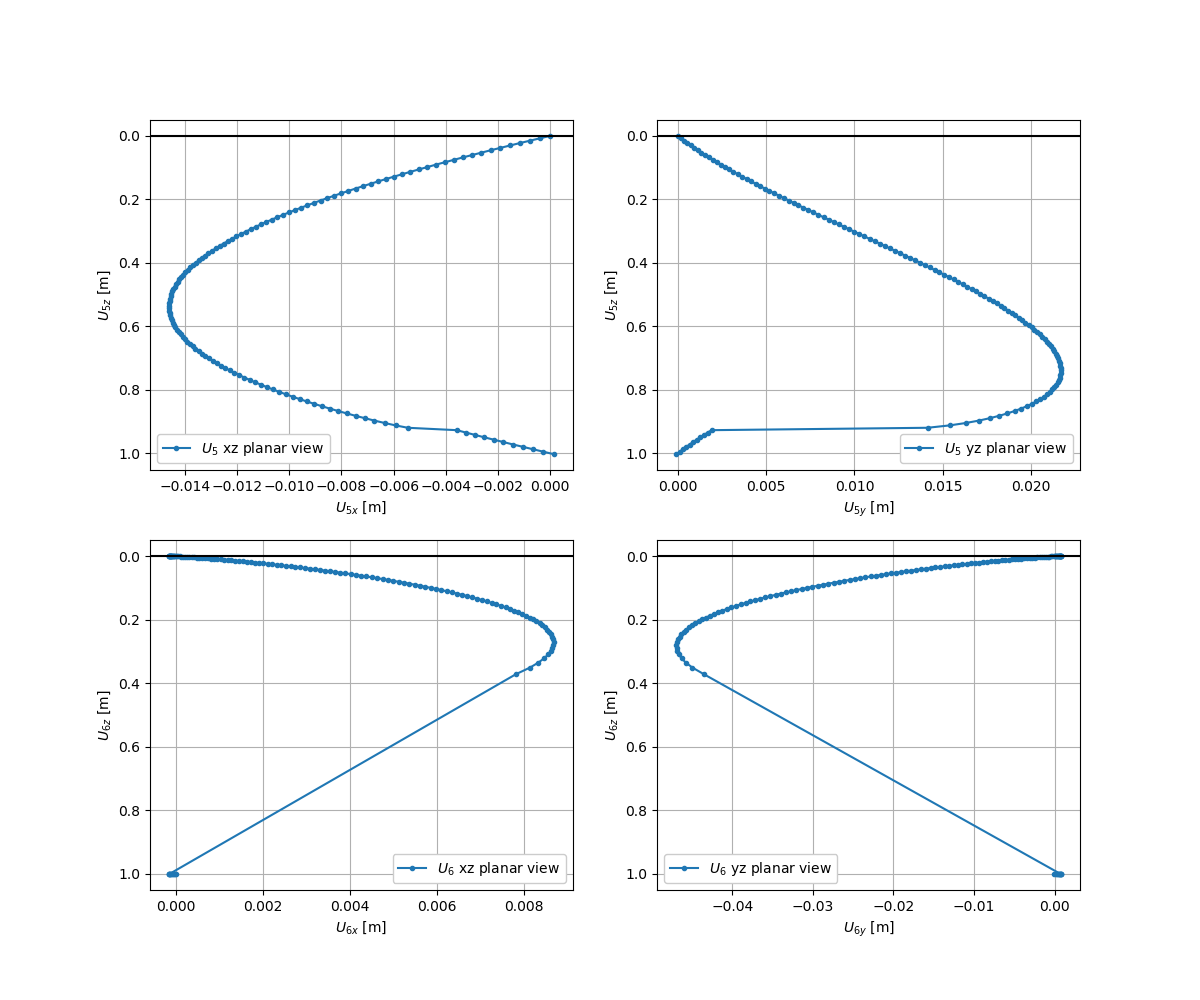 0.0
0.2
0.4
0.6
0.8
1.0
U5z [m]
U5 xz planar view
−0.014 −0.012 −0.010 −0.008 −0.006 −0.004 −0.002 0.000
U5x [m]
0.0
0.2
0.4
0.6
0.8
1.0
U5z [m]
U5 yz planar view
0.000 0.005 0.010 0.015 0.020
U5y [m]
0.0
0.2
0.4
0.6
0.8
1.0
U6z [m]
U6 xz planar view
0.000 0.002 0.004 0.006 0.008
U6x [m]
0.0
0.2
0.4
0.6
0.8
1.0
U6z [m]
U6 yz planar view
−0.04 −0.03 −0.02 −0.01 0.00
U6y [m]